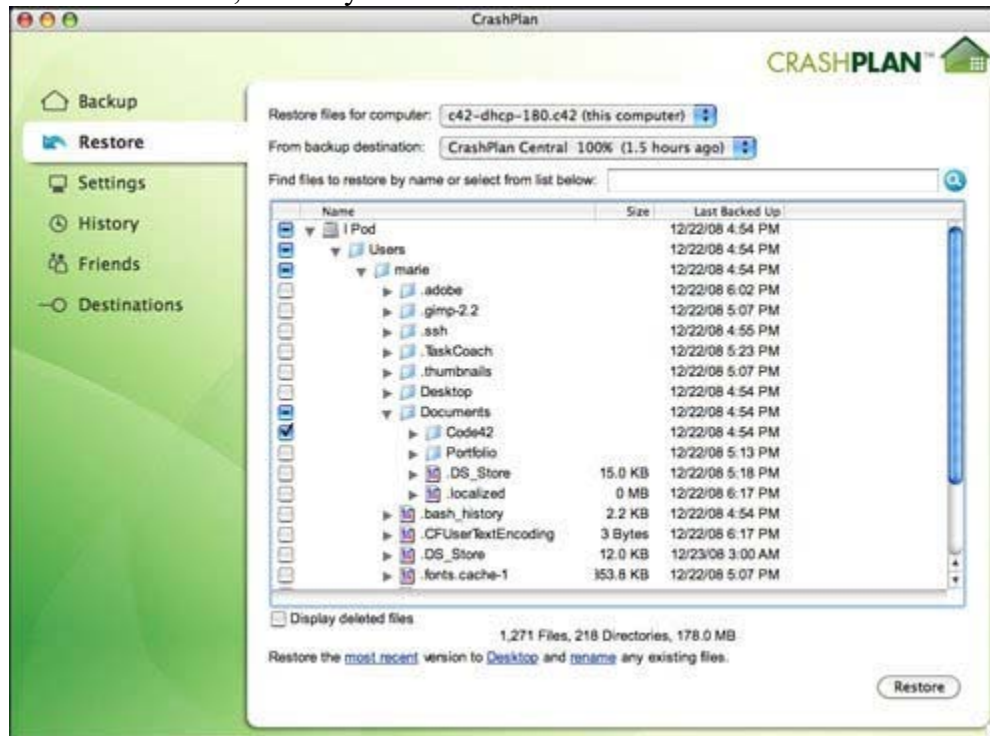 CrashPlan
CRASHPLAN™
Backup
Restore
Settings
History
Friends
Destinations
Restore files for computer: c42-dhcp-180.c42 (this computer)
From backup destination: CrashPlan Central 100% (1.5 hours ago)
Find files to restore by name or select from list below:
Name Size Last Backed Up
I Pod 12/22/08 4:54 PM
Users 12/22/08 4:54 PM
marie 12/22/08 4:54 PM
.adobe 12/22/08 6:02 PM
.gimp-2.2 12/22/08 5:07 PM
.ssh 12/22/08 4:55 PM
.TaskCoach 12/22/08 5:23 PM
.thumbnails 12/22/08 5:07 PM
Desktop 12/22/08 4:54 PM
Documents 12/22/08 4:54 PM
Code42 12/22/08 4:54 PM
Portfolio 12/22/08 5:13 PM
.DS_Store 15.0 KB 12/22/08 5:18 PM
.localized 0 MB 12/22/08 6:17 PM
.bash_history 2.2 KB 12/22/08 4:54 PM
.CFUserTextEncoding 3 Bytes 12/22/08 6:17 PM
.DS_Store 12.0 KB 12/23/08 3:00 AM
.fonts.cache-1 353.6 KB 12/22/08 5:07 PM
Display deleted files
1,271 Files, 218 Directories, 178.0 MB
Restore the most recent version to Desktop and rename any existing files.
Restore